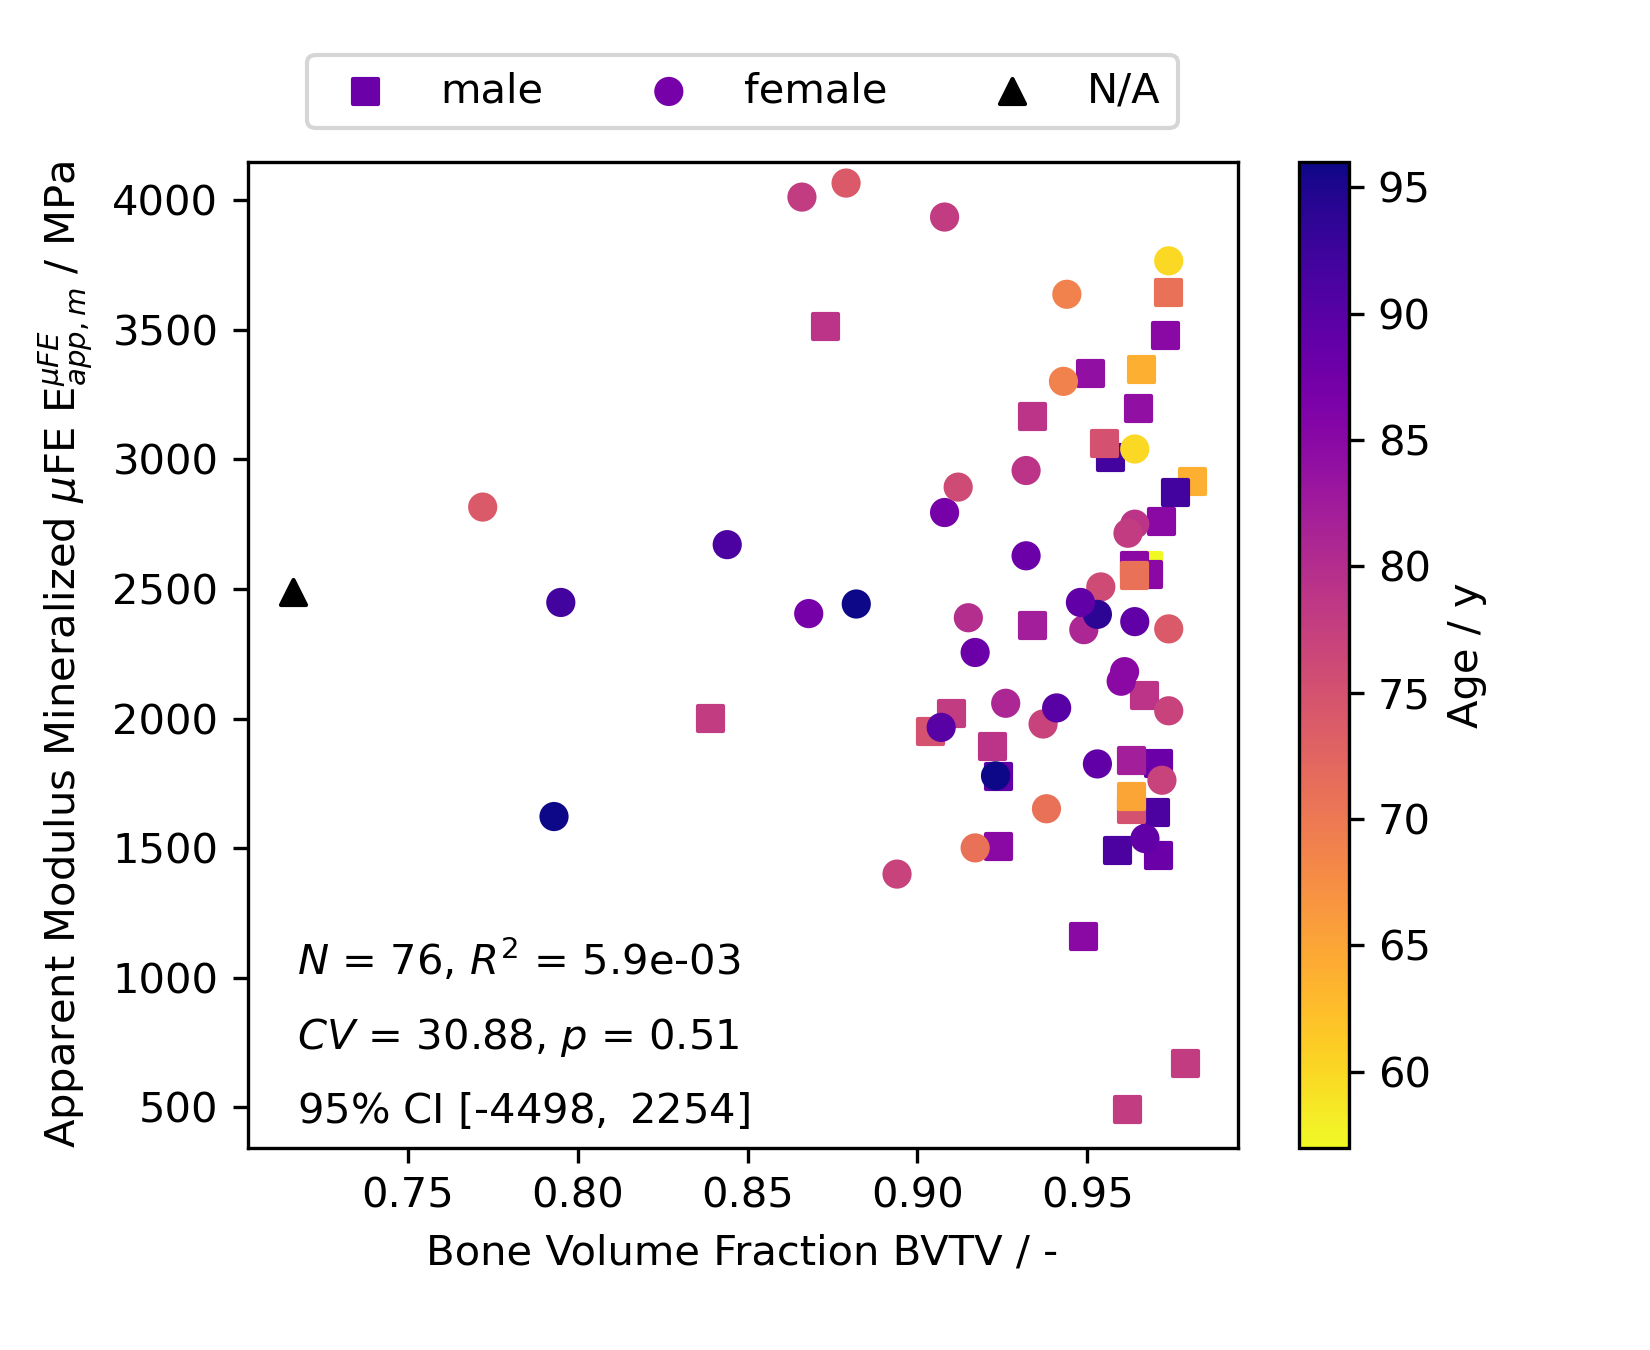 male female N/A
Apparent Modulus Mineralized μFE E^{μFE}_{app, m} / MPa
4000
3500
3000
2500
2000
1500
1000
500
N = 76, R² = 5.9e-03
CV = 30.88, p = 0.51
95% CI [-4498, 2254]
0.75 0.80 0.85 0.90 0.95
Bone Volume Fraction BVTV / -
95
90
85
80
75
70
65
60
Age / y